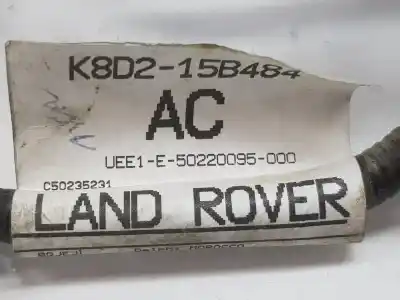 K8D2-15B484
AC
UEE1-E-50220095-000
C50235231
LAND ROVER